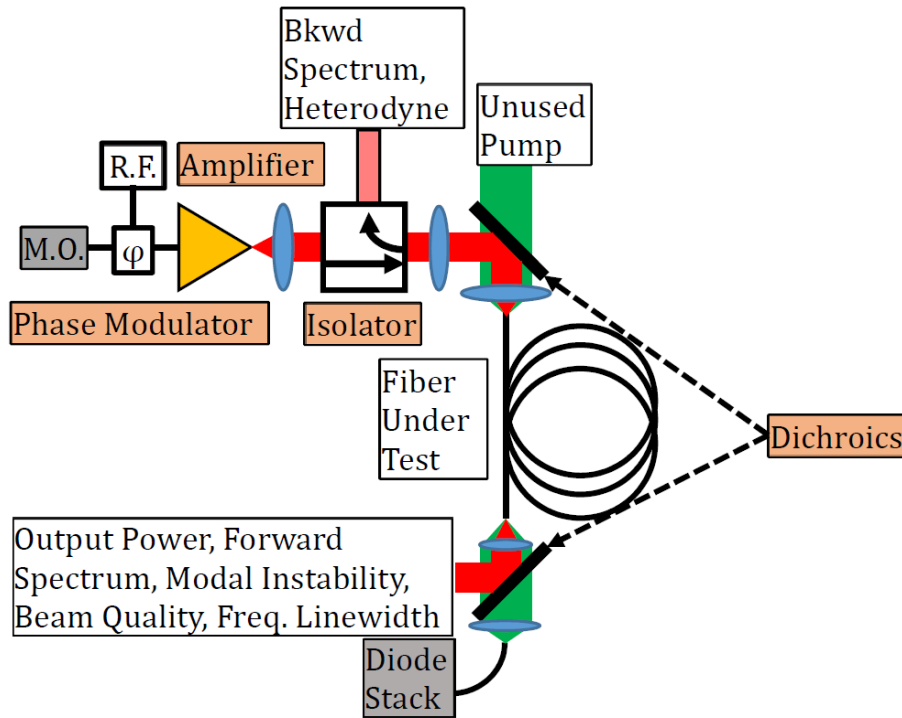 Bkwd
Spectrum,
Heterodyne
Unused
Pump
R.F.
Amplifier
M.O.
φ
Phase Modulator
Isolator
Fiber
Under
Test
Dichroics
Output Power, Forward
Spectrum, Modal Instability,
Beam Quality, Freq. Linewidth
Diode
Stack